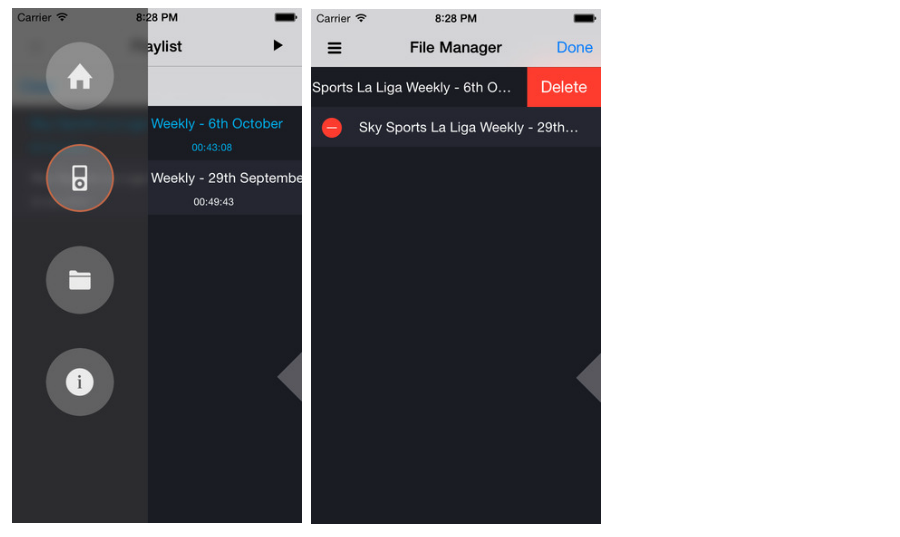 Carrier
8:28 PM
aylist
Weekly - 6th October
00:43:08
Weekly - 29th Septembe
00:49:43
i
Carrier
8:28 PM
File Manager
Done
Sports La Liga Weekly - 6th O...
Delete
Sky Sports La Liga Weekly - 29th...